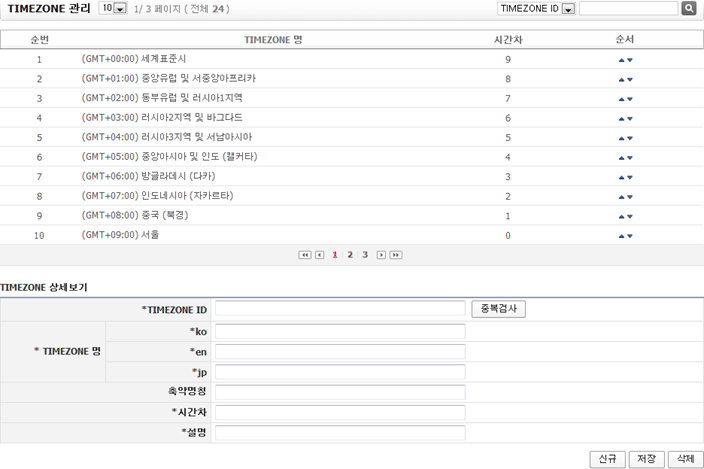 TIMEZONE 관리 10 1/ 3 페이지 ( 전체 24 ) TIMEZONE ID
순번 TIMEZONE 명 시간차 순서
1 (GMT+00:00) 세계표준시 9
2 (GMT+01:00) 중앙유럽 및 서중앙아프리카 8
3 (GMT+02:00) 동부유럽 및 러시아1지역 7
4 (GMT+03:00) 러시아2지역 및 바그다드 6
5 (GMT+04:00) 러시아3지역 및 서남아시아 5
6 (GMT+05:00) 중앙아시아 및 인도 (캘커타) 4
7 (GMT+06:00) 방글라데시 (다카) 3
8 (GMT+07:00) 인도네시아 (자카르타) 2
9 (GMT+08:00) 중국 (북경) 1
10 (GMT+09:00) 서울 0
1 2 3
TIMEZONE 상세보기
*TIMEZONE ID 중복검사
* TIMEZONE 명
*ko
*en
*jp
축약명칭
*시간차
*설명
신규 저장 삭제